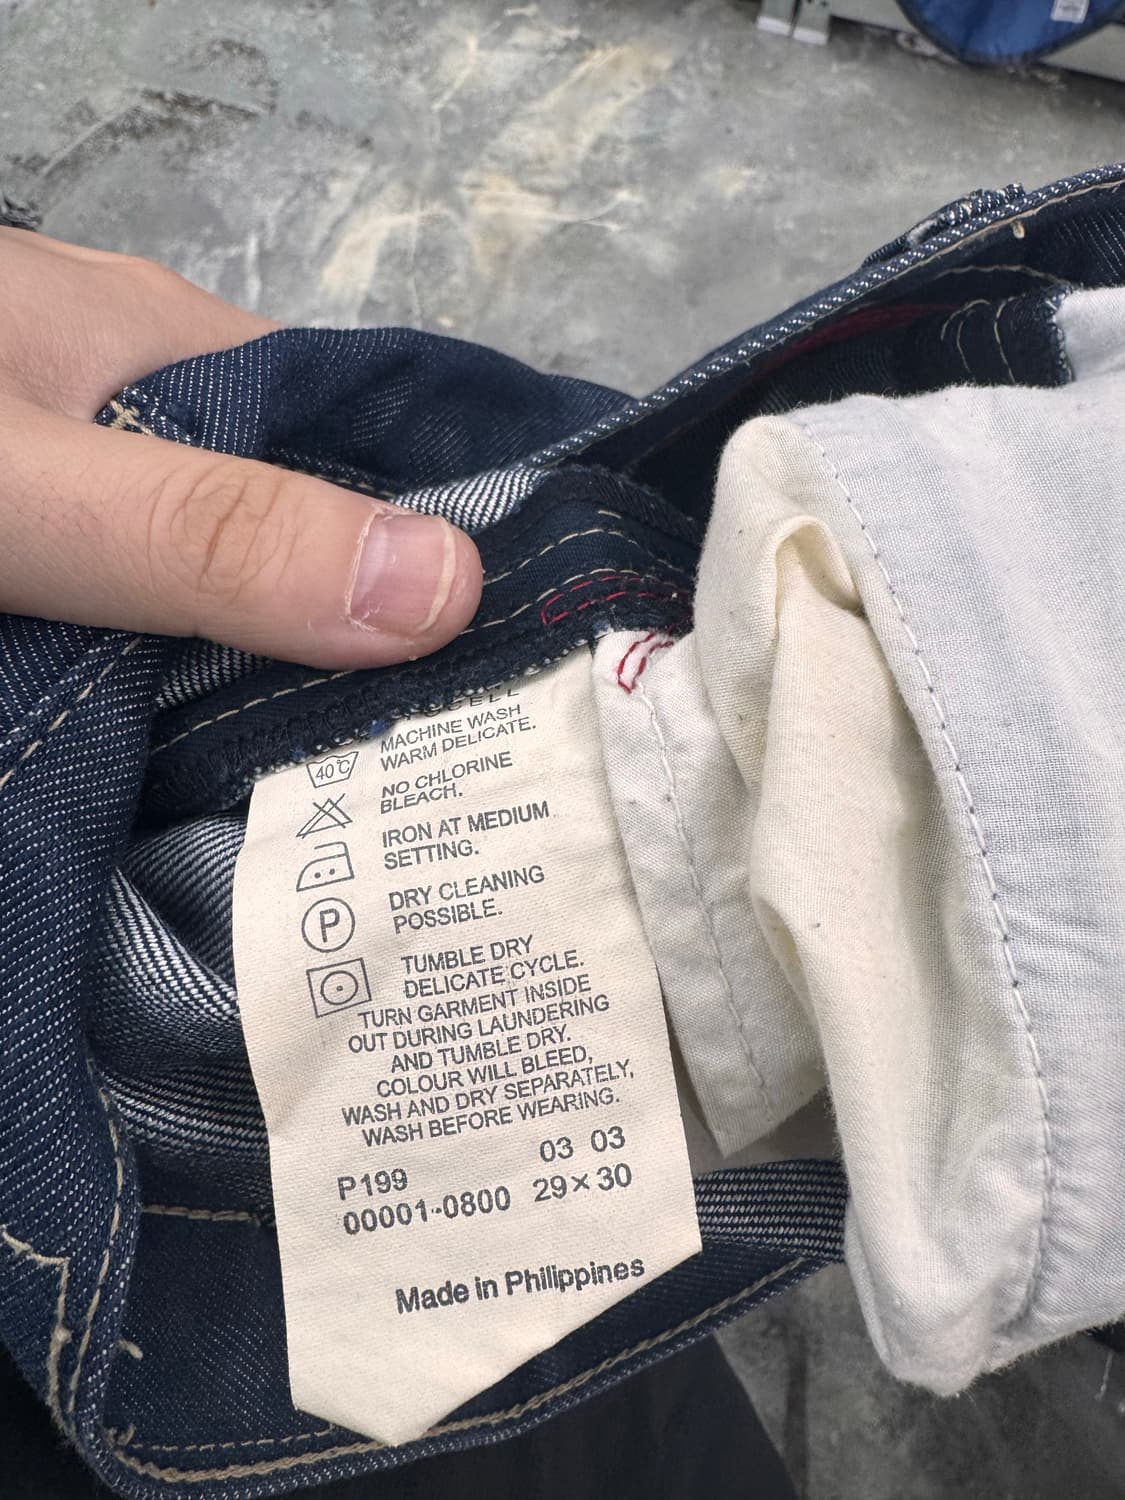 40°C
MACHINE WASH
WARM DELICATE.
NO CHLORINE
BLEACH.
IRON AT MEDIUM
SETTING.
P
DRY CLEANING
POSSIBLE.
TUMBLE DRY
DELICATE CYCLE.
TURN GARMENT INSIDE
OUT DURING LAUNDERING
AND TUMBLE DRY.
COLOUR WILL BLEED,
WASH AND DRY SEPARATELY,
WASH BEFORE WEARING.
P199 03 03
00001-0800 29×30
Made in Philippines